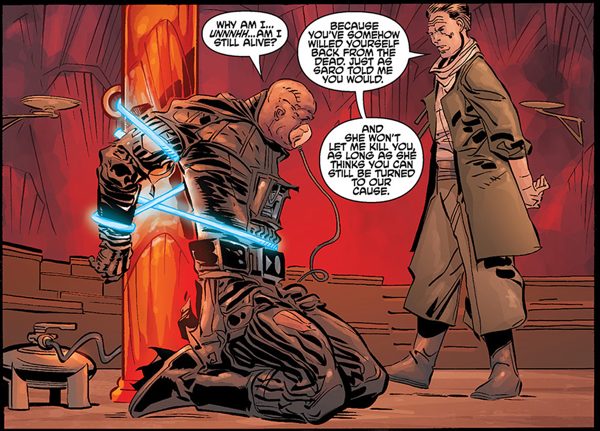 WHY AM I...
UNNNHH...AM I
STILL ALIVE?
BECAUSE
YOU'VE SOMEHOW
WILLED YOURSELF
BACK FROM THE
DEAD. JUST AS
SARO TOLD ME
YOU WOULD.
AND
SHE WON'T
LET ME KILL YOU,
AS LONG AS SHE
THINKS YOU CAN
STILL BE TURNED
TO OUR
CAUSE.